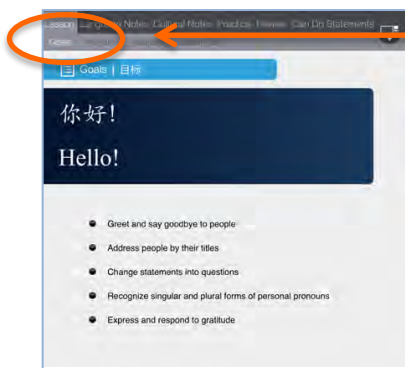 Lesson Language Notes Cultural Notes Practice Review Can Do Statements
Goals
Goals | 目标
你好!
Hello!
Greet and say goodbye to people
Address people by their titles
Change statements into questions
Recognize singular and plural forms of personal pronouns
Express and respond to gratitude